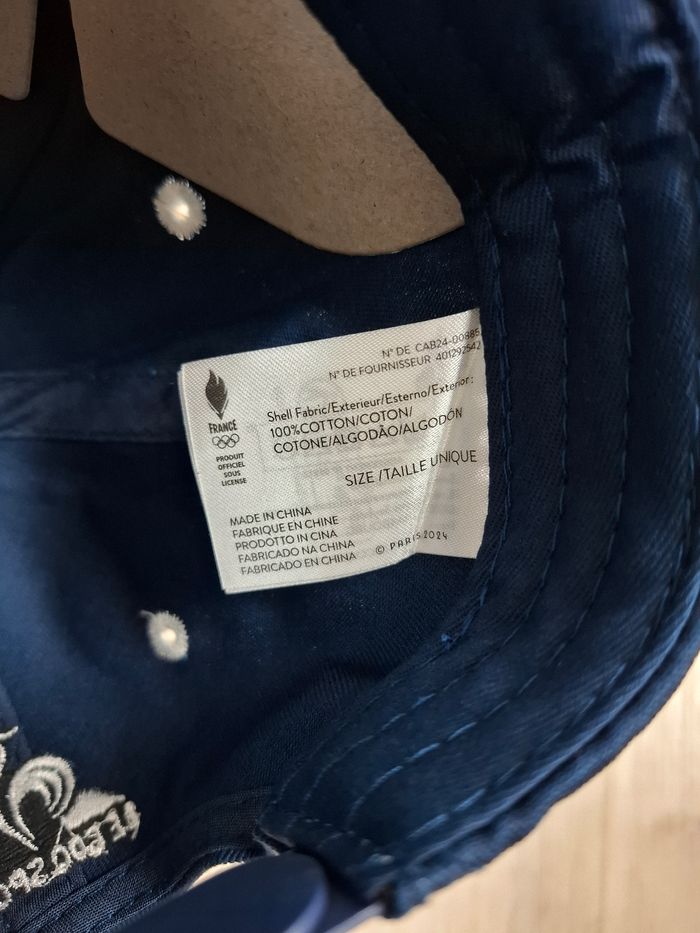 N° DE CAB24-00885
N° DE FOURNISSEUR 401292542
FRANCE
PRODUIT
OFFICIEL
SOUS
LICENSE
Shell Fabric/Exterieur/Esterno/Exterior:
100%COTTON/COTON/
COTONE/ALGODÃO/ALGODÓN
SIZE /TAILLE UNIQUE
MADE IN CHINA
FABRIQUE EN CHINE
PRODOTTO IN CINA
FABRICADO NA CHINA
FABRICADO EN CHINA
© PARIS 2024